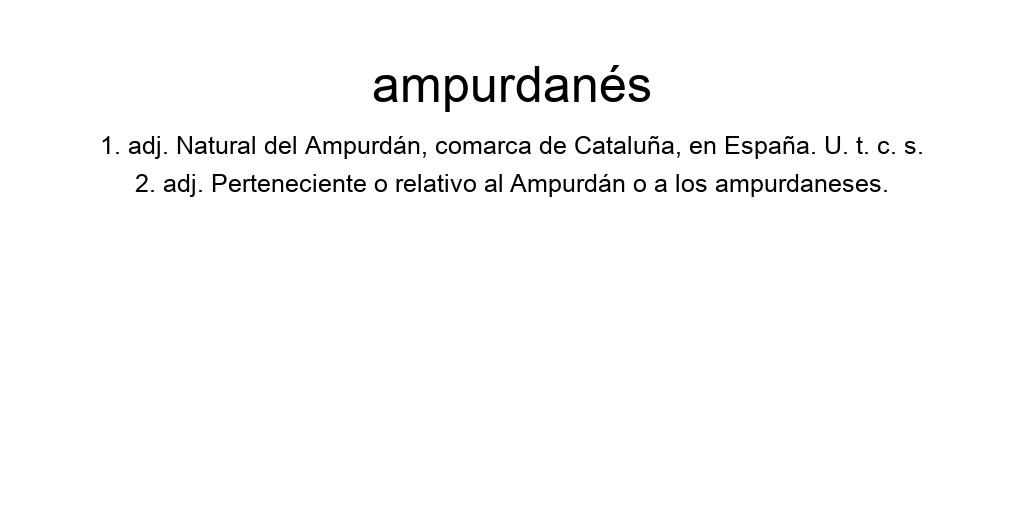 ampurdanés
1. adj. Natural del Ampurdán, comarca de Cataluña, en España. U. t. c. s.
2. adj. Perteneciente o relativo al Ampurdán o a los ampurdaneses.